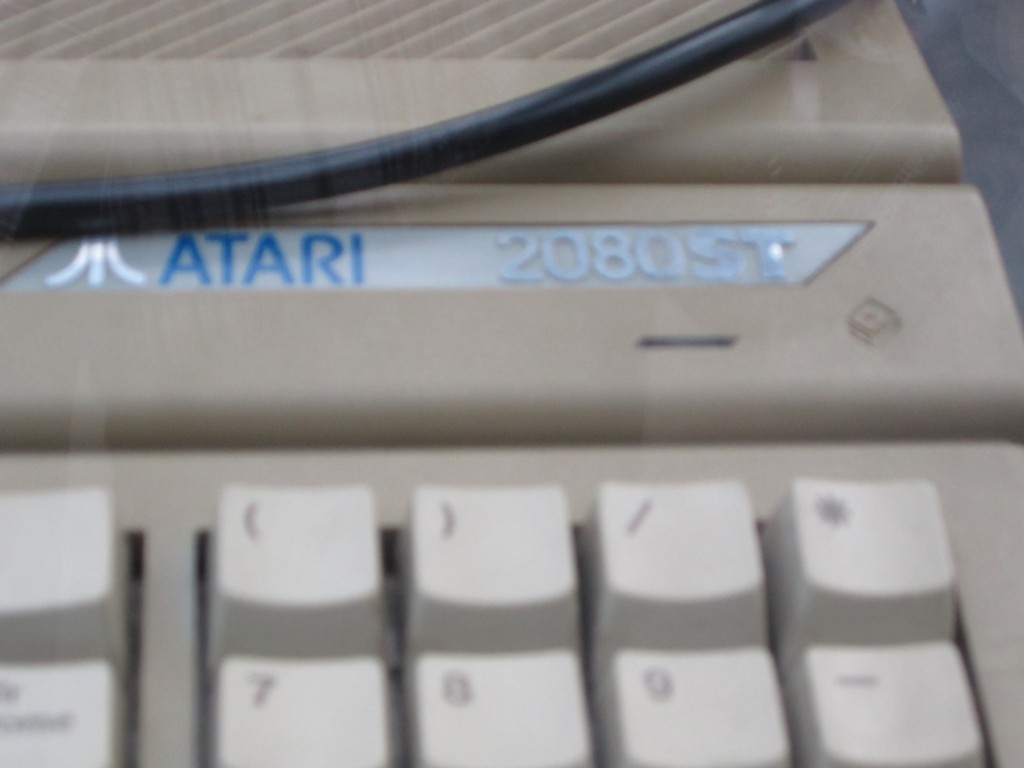 ATARI 2080ST
( ) / *
7 8 9 -